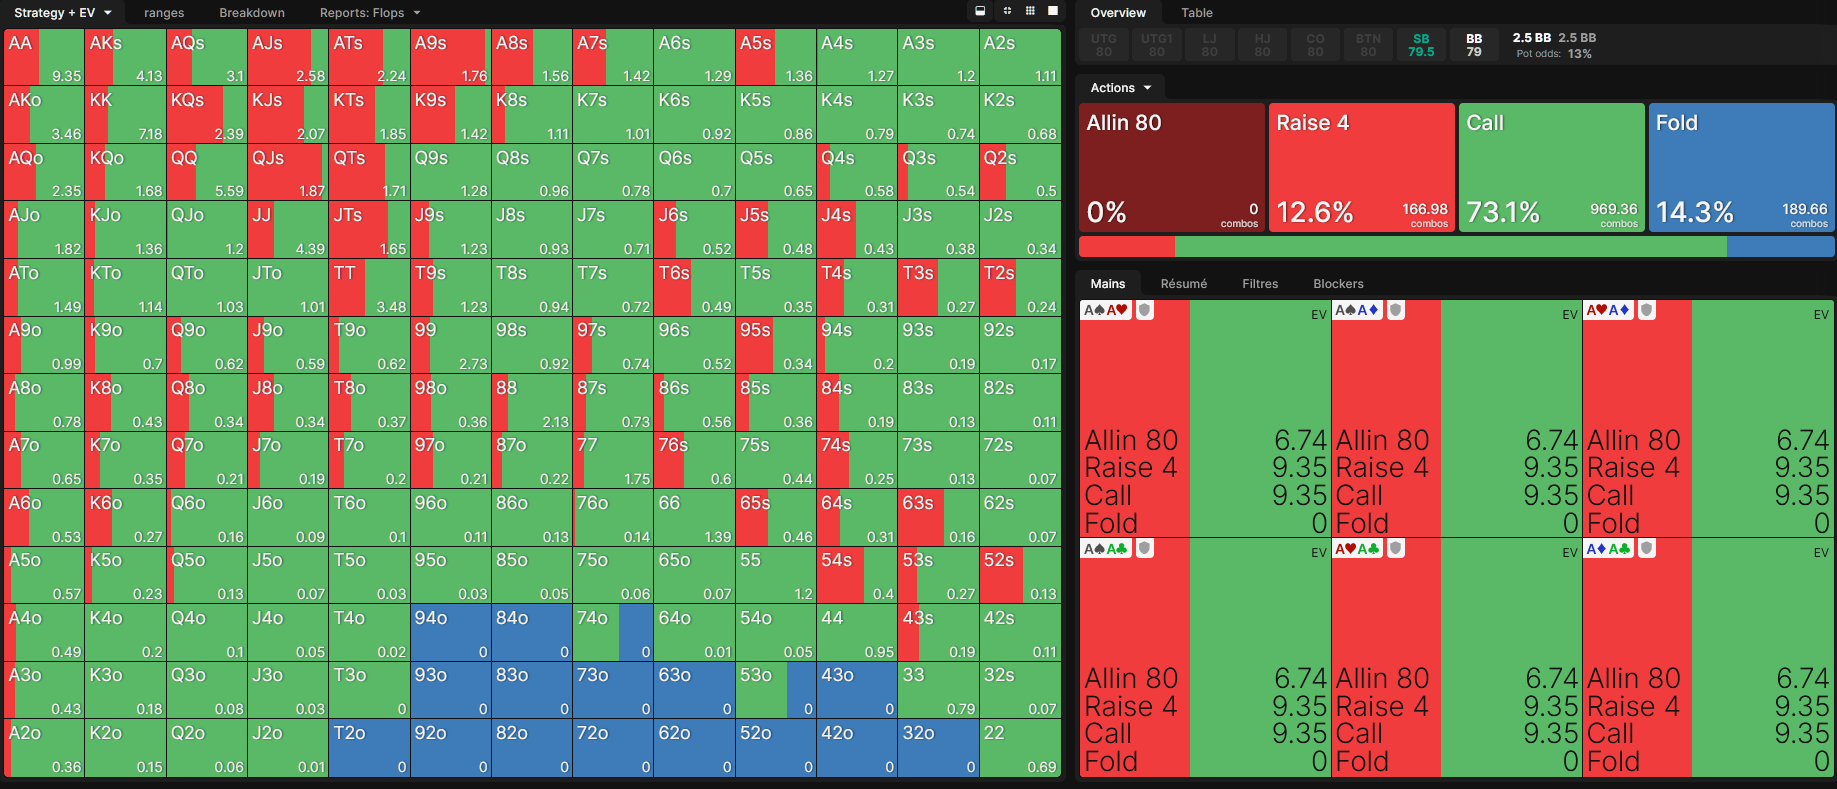 Strategy + EV ranges Breakdown Reports: Flops
AA 9.35 AKs 4.13 AQs 3.1 AJs 2.58 ATs 2.24 A9s 1.76 A8s 1.56 A7s 1.42 A6s 1.29 A5s 1.36 A4s 1.27 A3s 1.2 A2s 1.11
AKo 3.46 KK 7.18 KQs 2.39 KJs 2.07 KTs 1.85 K9s 1.42 K8s 1.11 K7s 1.01 K6s 0.92 K5s 0.86 K4s 0.79 K3s 0.74 K2s 0.68
AQo 2.35 KQo 1.68 QQ 5.59 QJs 1.87 QTs 1.71 Q9s 1.28 Q8s 0.96 Q7s 0.78 Q6s 0.7 Q5s 0.65 Q4s 0.58 Q3s 0.54 Q2s 0.5
AJo 1.82 KJo 1.36 QJo 1.2 JJ 4.39 JTs 1.65 J9s 1.23 J8s 0.93 J7s 0.71 J6s 0.52 J5s 0.48 J4s 0.43 J3s 0.38 J2s 0.34
ATo 1.49 KTo 1.14 QTo 1.03 JTo 1.01 TT 3.48 T9s 1.23 T8s 0.94 T7s 0.72 T6s 0.49 T5s 0.35 T4s 0.31 T3s 0.27 T2s 0.24
A9o 0.99 K9o 0.7 Q9o 0.62 J9o 0.59 T9o 0.62 99 2.73 98s 0.92 97s 0.74 96s 0.52 95s 0.34 94s 0.2 93s 0.19 92s 0.17
A8o 0.78 K8o 0.43 Q8o 0.34 J8o 0.34 T8o 0.37 98o 0.36 88 2.13 87s 0.73 86s 0.56 85s 0.36 84s 0.19 83s 0.13 82s 0.11
A7o 0.65 K7o 0.35 Q7o 0.21 J7o 0.19 T7o 0.2 97o 0.21 87o 0.22 77 1.75 76s 0.6 75s 0.44 74s 0.25 73s 0.13 72s 0.07
A6o 0.53 K6o 0.27 Q6o 0.16 J6o 0.09 T6o 0.1 96o 0.11 86o 0.13 76o 0.14 66 1.39 65s 0.46 64s 0.31 63s 0.16 62s 0.07
A5o 0.57 K5o 0.23 Q5o 0.13 J5o 0.07 T5o 0.03 95o 0.03 85o 0.05 75o 0.06 65o 0.07 55 1.2 54s 0.4 53s 0.27 52s 0.13
A4o 0.49 K4o 0.2 Q4o 0.1 J4o 0.05 T4o 0.02 94o 0 84o 0 74o 0 64o 0.01 54o 0.05 44 0.95 43s 0.19 42s 0.11
A3o 0.43 K3o 0.18 Q3o 0.08 J3o 0.03 T3o 0 93o 0 83o 0 73o 0 63o 0 53o 0 43o 0 33 0.79 32s 0.07
A2o 0.36 K2o 0.15 Q2o 0.06 J2o 0.01 T2o 0 92o 0 82o 0 72o 0 62o 0 52o 0 42o 0 32o 0 22 0.69
Overview Table
UTG UTG1 LJ HJ CO BTN SB BB 2.5 BB 2.5 BB
80 80 80 80 80 80 79.5 79 Pot odds: 13%
Actions
Allin 80 Raise 4 Call Fold
0% 0 combos 12.6% 166.98 combos 73.1% 969.36 combos 14.3% 189.66 combos
Mains Résumé Filtres Blockers
A♠A♥ EV A♠A♦ EV A♥A♦ EV
Allin 80 6.74 Allin 80 6.74 Allin 80 6.74
Raise 4 9.35 Raise 4 9.35 Raise 4 9.35
Call 9.35 Call 9.35 Call 9.35
Fold 0 Fold 0 Fold 0
A♠A♣ EV A♥A♣ EV A♦A♣ EV
Allin 80 6.74 Allin 80 6.74 Allin 80 6.74
Raise 4 9.35 Raise 4 9.35 Raise 4 9.35
Call 9.35 Call 9.35 Call 9.35
Fold 0 Fold 0 Fold 0